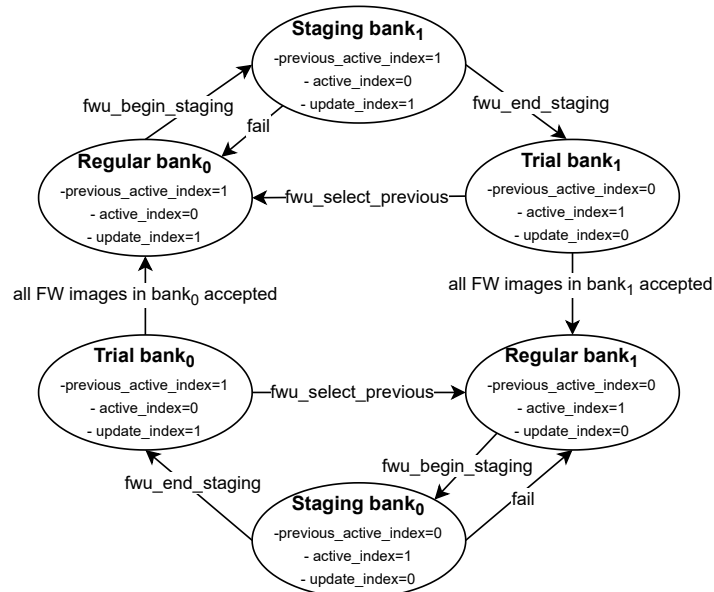 Staging bank₁
-previous_active_index=1
- active_index=0
- update_index=1
fwu_begin_staging
fwu_end_staging
fail
Regular bank₀
-previous_active_index=1
- active_index=0
- update_index=1
fwu_select_previous
Trial bank₁
-previous_active_index=0
- active_index=1
- update_index=0
all FW images in bank₀ accepted
all FW images in bank₁ accepted
Trial bank₀
-previous_active_index=1
- active_index=0
- update_index=1
fwu_select_previous
Regular bank₁
-previous_active_index=0
- active_index=1
- update_index=0
fwu_begin_staging
fwu_end_staging
fail
Staging bank₀
-previous_active_index=0
- active_index=1
- update_index=0